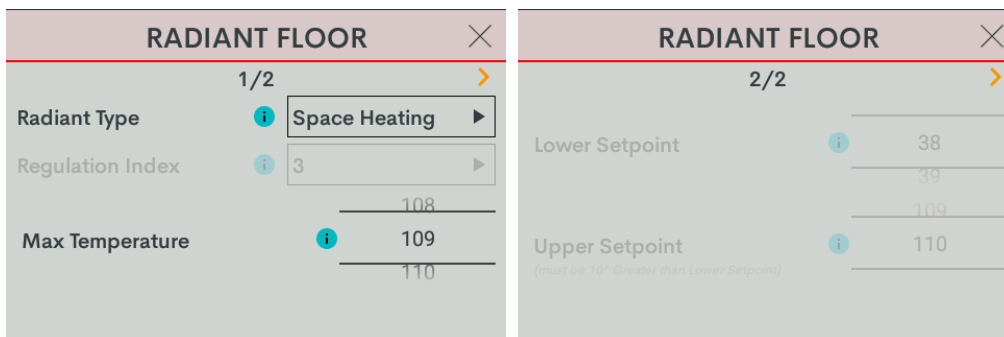 RADIANT FLOOR
1/2
Radiant Type i Space Heating
Regulation Index i 3
108
Max Temperature i 109
110
RADIANT FLOOR
2/2
Lower Setpoint i 38
39
109
Upper Setpoint i 110
(must be 10° Greater than Lower Setpoint)